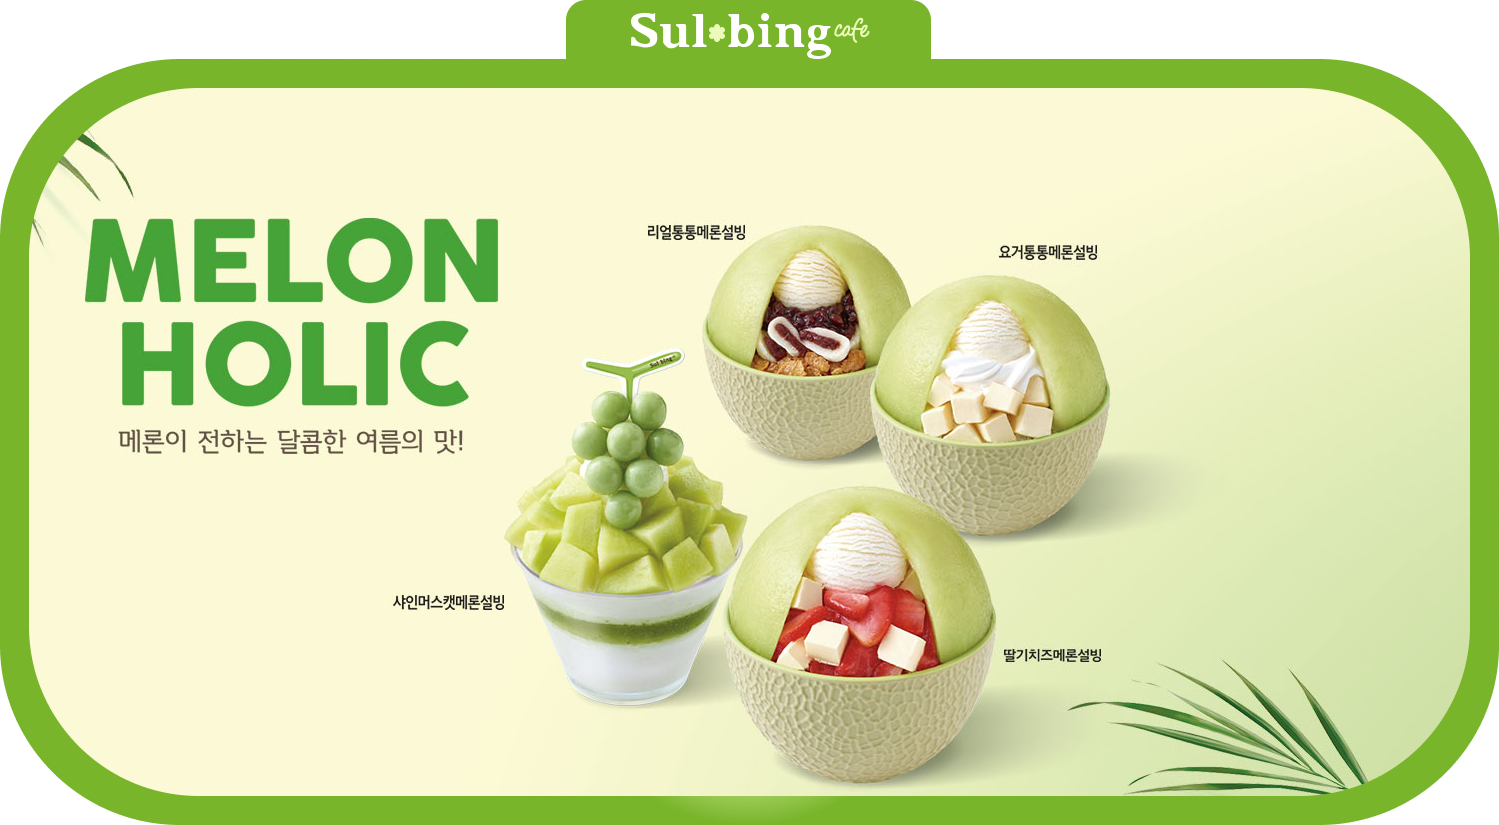 Sul bing cafe
MELON
HOLIC
메론이 전하는 달콤한 여름의 맛!
리얼통통메론설빙
요거통통메론설빙
Sul bing
샤인머스캣메론설빙
딸기치즈메론설빙